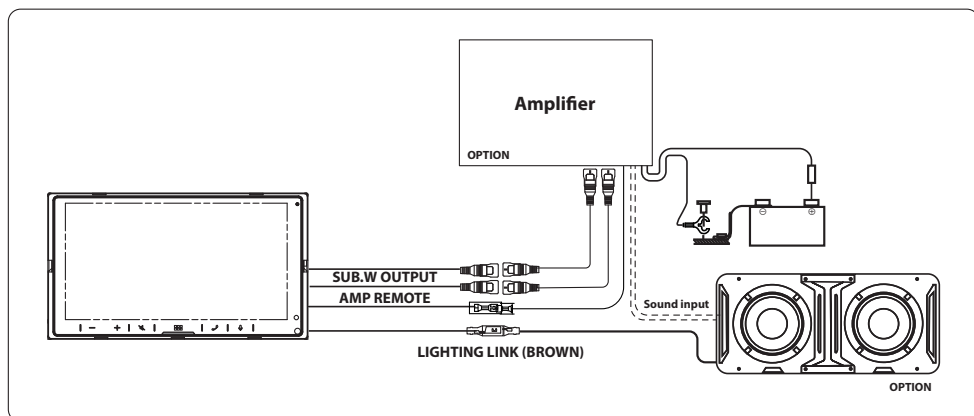 Amplifier
OPTION
SUB.W OUTPUT
AMP REMOTE
Sound input
LIGHTING LINK (BROWN)
OPTION